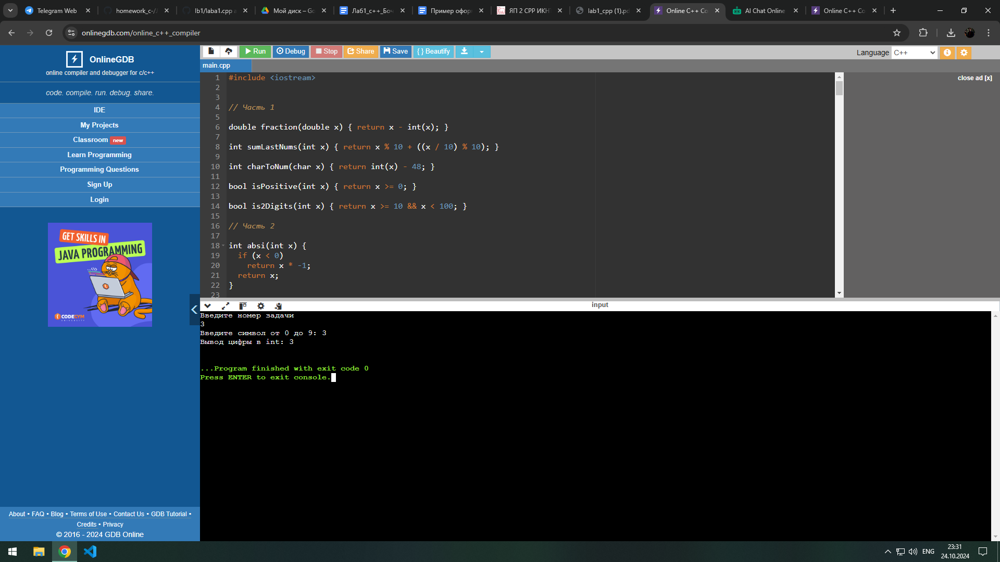 Telegram Web
homework_c-/
lb1/laba1.cpp
Мой диск – Go
Лаб1_с++_Боч
Пример офор
ЯП 2 СРР ИКН
lab1_cpp (1).pd
Online C++ Co
AI Chat Online
Online C++ Co
onlinegdb.com/online_c++_compiler
OnlineGDB
online compiler and debugger for c/c++
code. compile. run. debug. share.
IDE
My Projects
Classroom new
Learn Programming
Programming Questions
Sign Up
Login
GET SKILLS IN
JAVA PROGRAMMING
CODEGYM
UNIVERSITY
About • FAQ • Blog • Terms of Use • Contact Us • GDB Tutorial •
Credits • Privacy
© 2016 - 2024 GDB Online
Run Debug Stop Share Save {} Beautify
Language C++
main.cpp
close ad [x]
1 #include <iostream>
2
3
4 // Часть 1
5
6 double fraction(double x) { return x - int(x); }
7
8 int sumLastNums(int x) { return x % 10 + ((x / 10) % 10); }
9
10 int charToNum(char x) { return int(x) - 48; }
11
12 bool isPositive(int x) { return x >= 0; }
13
14 bool is2Digits(int x) { return x >= 10 && x < 100; }
15
16 // Часть 2
17
18 int absi(int x) {
19 if (x < 0)
20 return x * -1;
21 return x;
22 }
23
input
Введите номер задачи
3
Введите символ от 0 до 9: 3
Вывод цифры в int: 3
...Program finished with exit code 0
Press ENTER to exit console.
ENG
23:31
24.10.2024